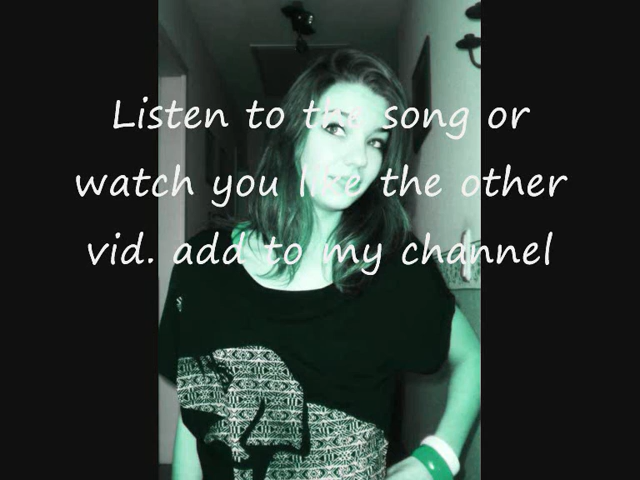 Listen to the song or
watch you like the other
vid. add to my channel